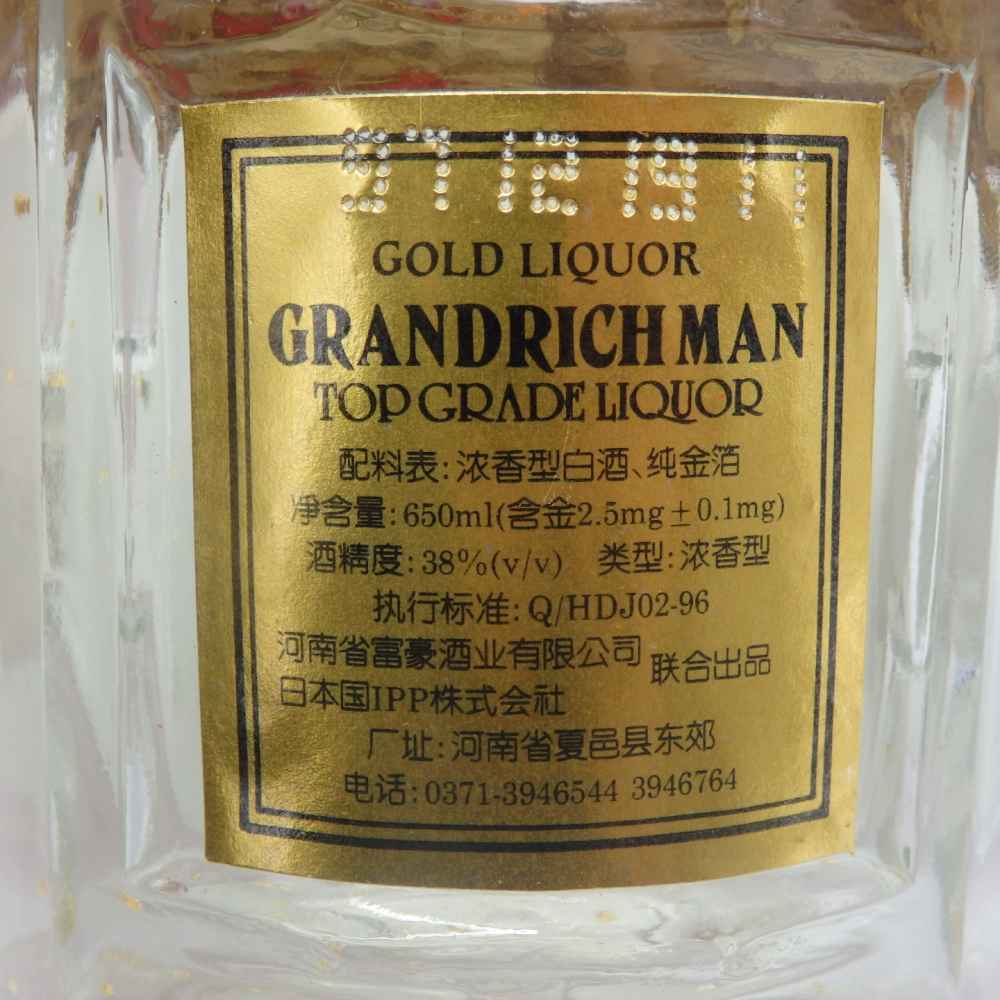 97 12 19 11
GOLD LIQUOR
GRANDRICH MAN
TOP GRADE LIQUOR
配料表:浓香型白酒、纯金箔
净含量:650ml(含金2.5mg±0.1mg)
酒精度:38%(v/v) 类型:浓香型
执行标准:Q/HDJ02-96
河南省富豪酒业有限公司
日本国IPP株式会社
联合出品
厂址:河南省夏邑县东郊
电话:0371-3946544 3946764